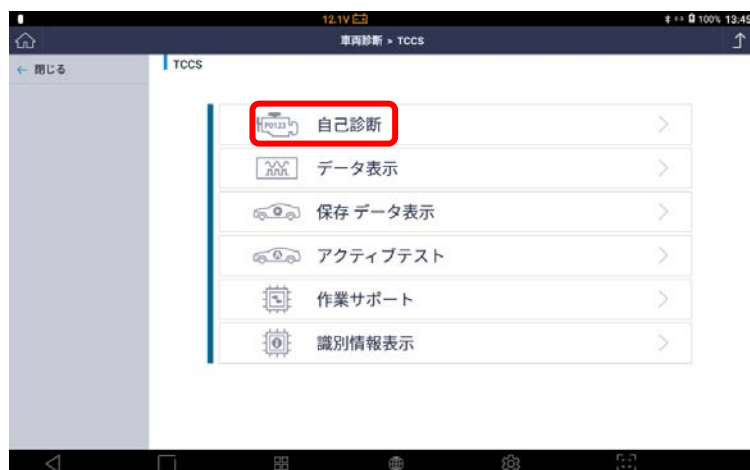 12.1V
100% 13:45
車両診断 > TCCS
← 閉じる
TCCS
P0123
自己診断
データ表示
保存 データ表示
アクティブテスト
作業サポート
識別情報表示